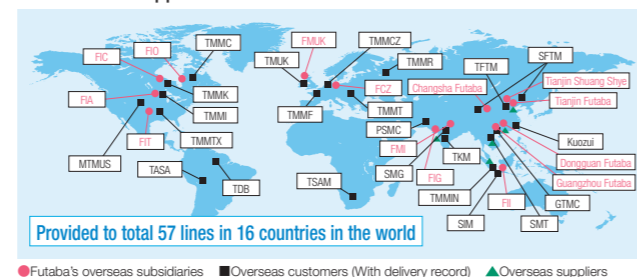 FIC
FIO
TMMC
FMUK
TMMCZ
SFTM
TMUK
TMMR
TFTM
Tianjin Shuang Shye
FIA
TMMK
FCZ
Changsha Futaba
Tianjin Futaba
TMMI
TMMF
TMMT
PSMC
Kuozui
FIT
TMMTX
FMI
Dongguan Futaba
MTMUS
TASA
SMG
TKM
FIG
Guangzhou Futaba
TDB
TSAM
TMMIN
FII
GTMC
SIM
SMT
Provided to total 57 lines in 16 countries in the world
●Futaba's overseas subsidiaries ■Overseas customers (With delivery record) ▲Overseas suppliers